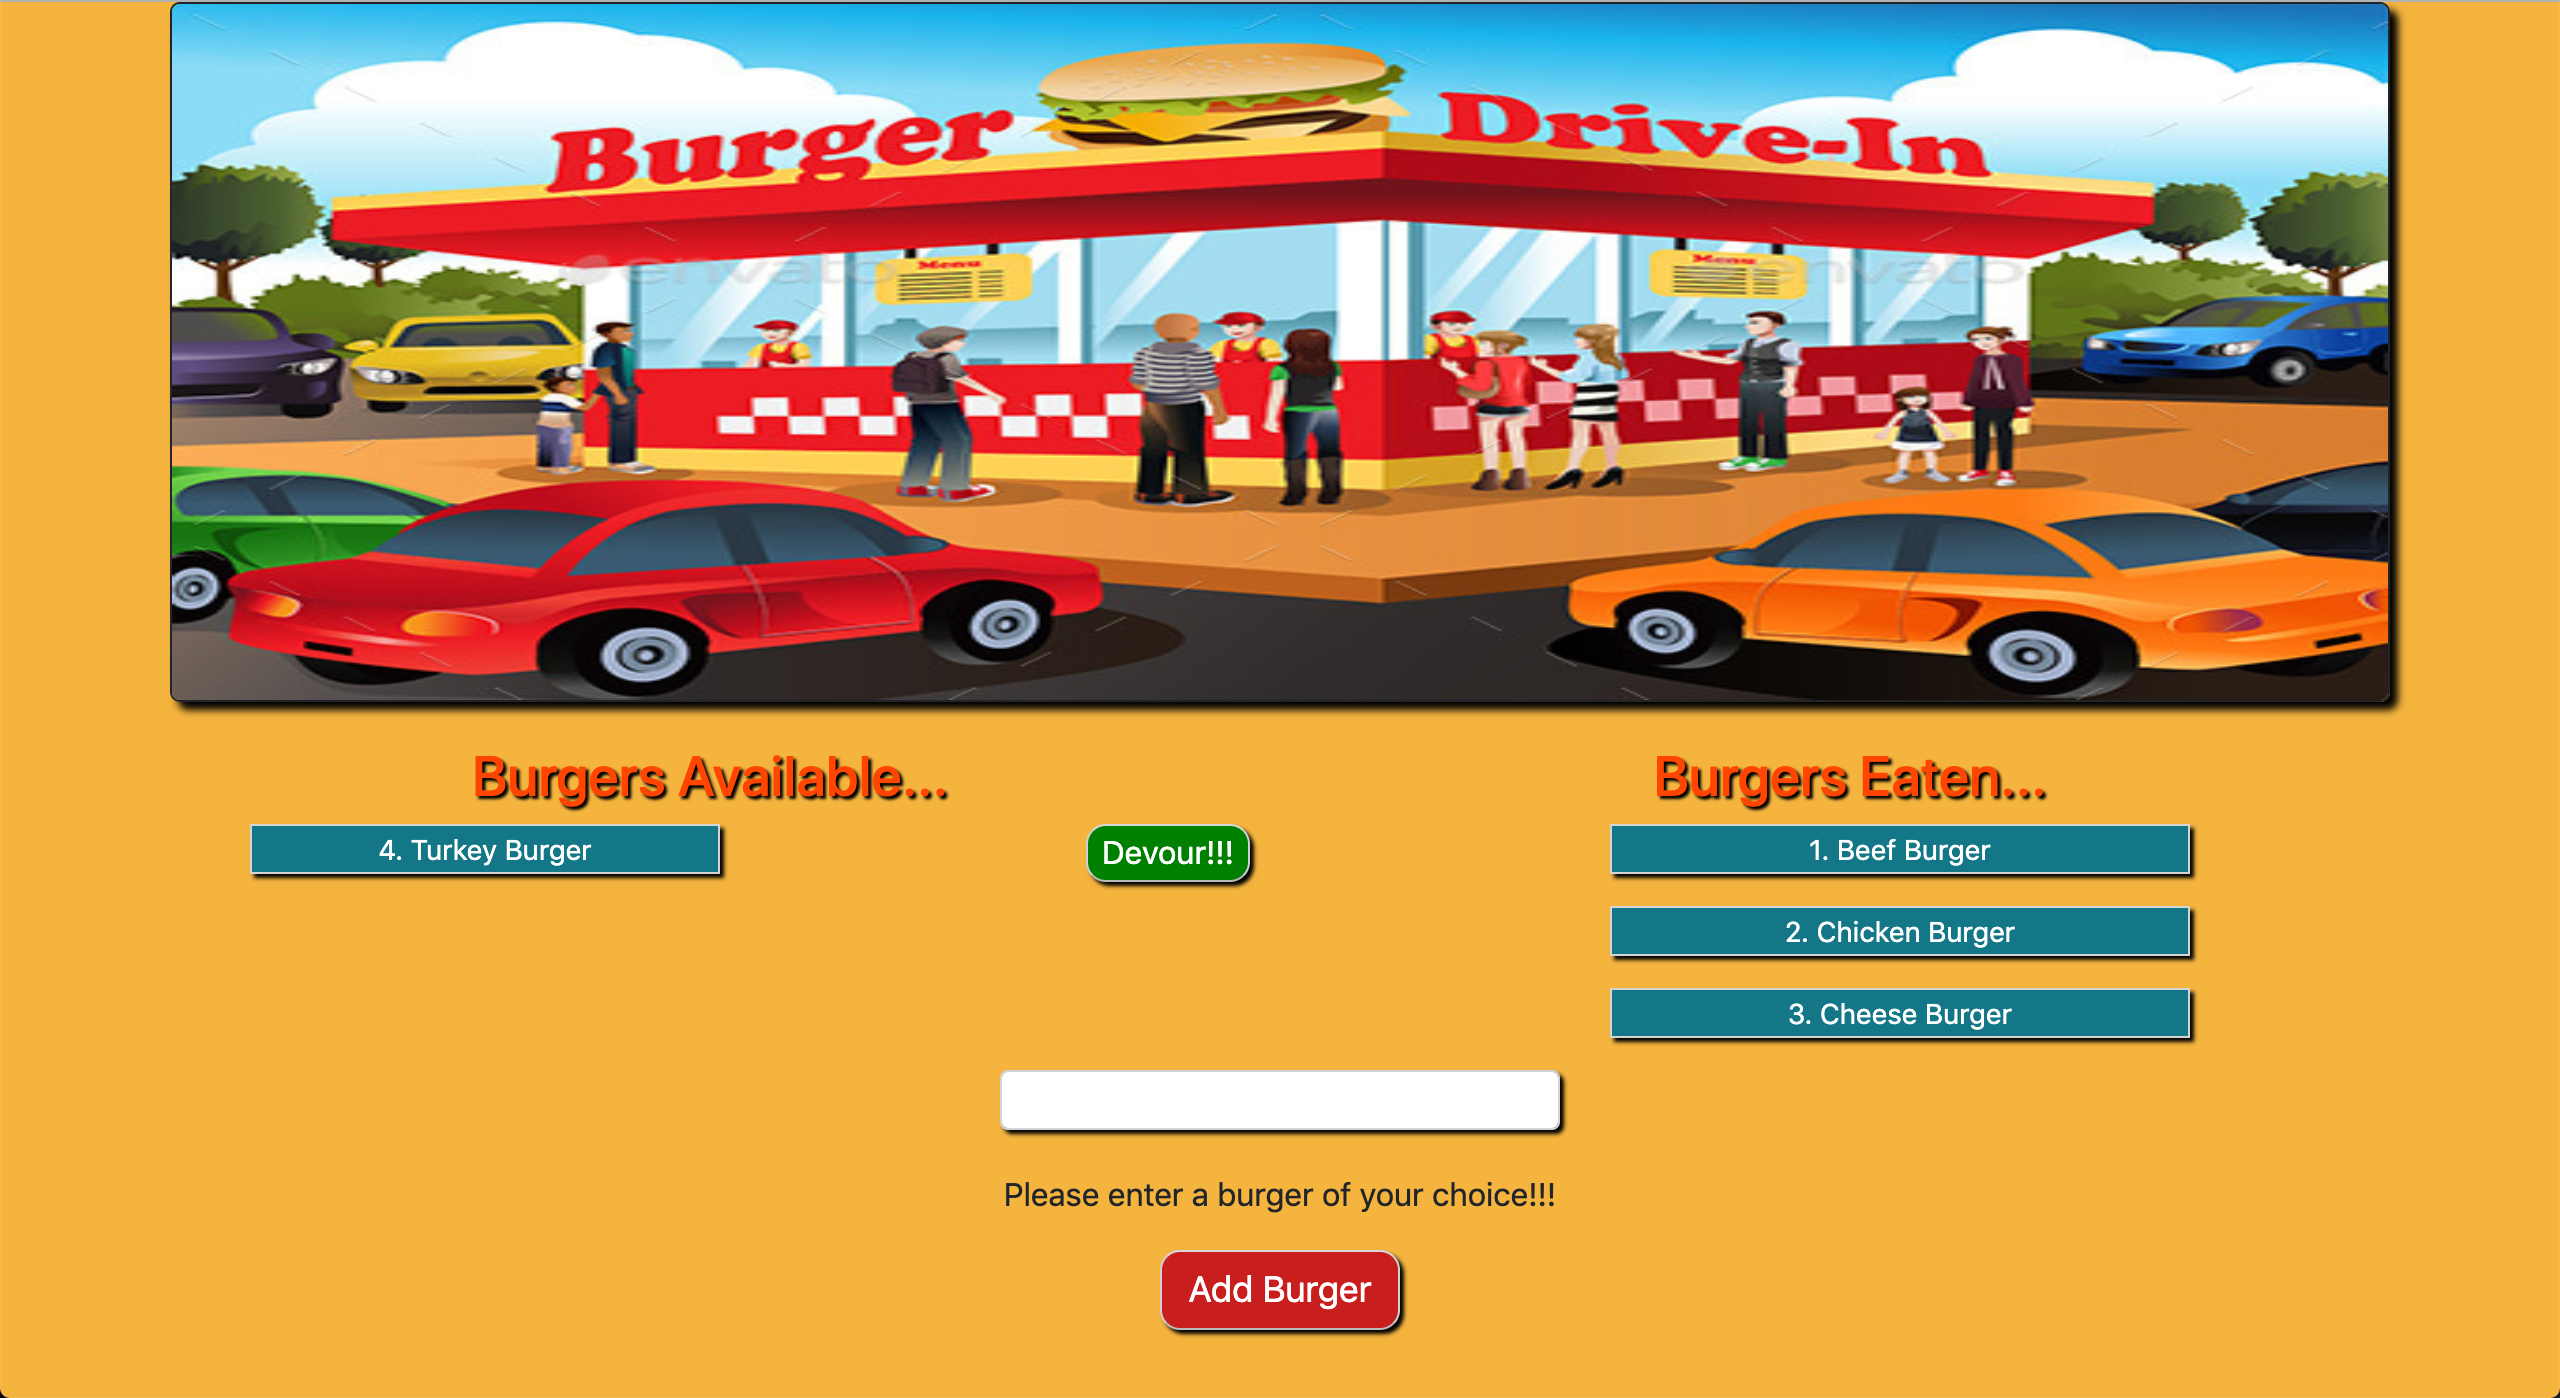 Burger Drive-In
Menu
Menu
envato
envato
Burgers Available...
Burgers Eaten...
4. Turkey Burger
Devour!!!
1. Beef Burger
2. Chicken Burger
3. Cheese Burger
Please enter a burger of your choice!!!
Add Burger